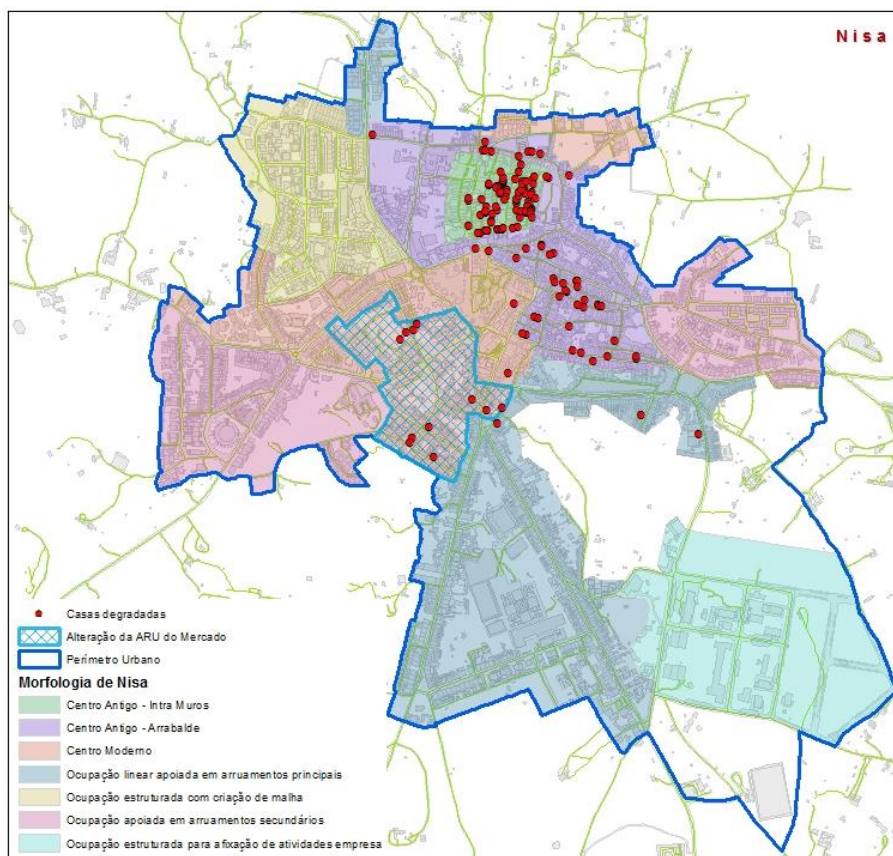 Nisa
Casas degradadas
Alteração da ARU do Mercado
Perímetro Urbano
Morfologia de Nisa
Centro Antigo - Intra Muros
Centro Antigo - Arrabalde
Centro Moderno
Ocupação linear apoiada em arruamentos principais
Ocupação estruturada com criação de malha
Ocupação apoiada em arruamentos secundários
Ocupação estruturada para afixação de atividades empresa